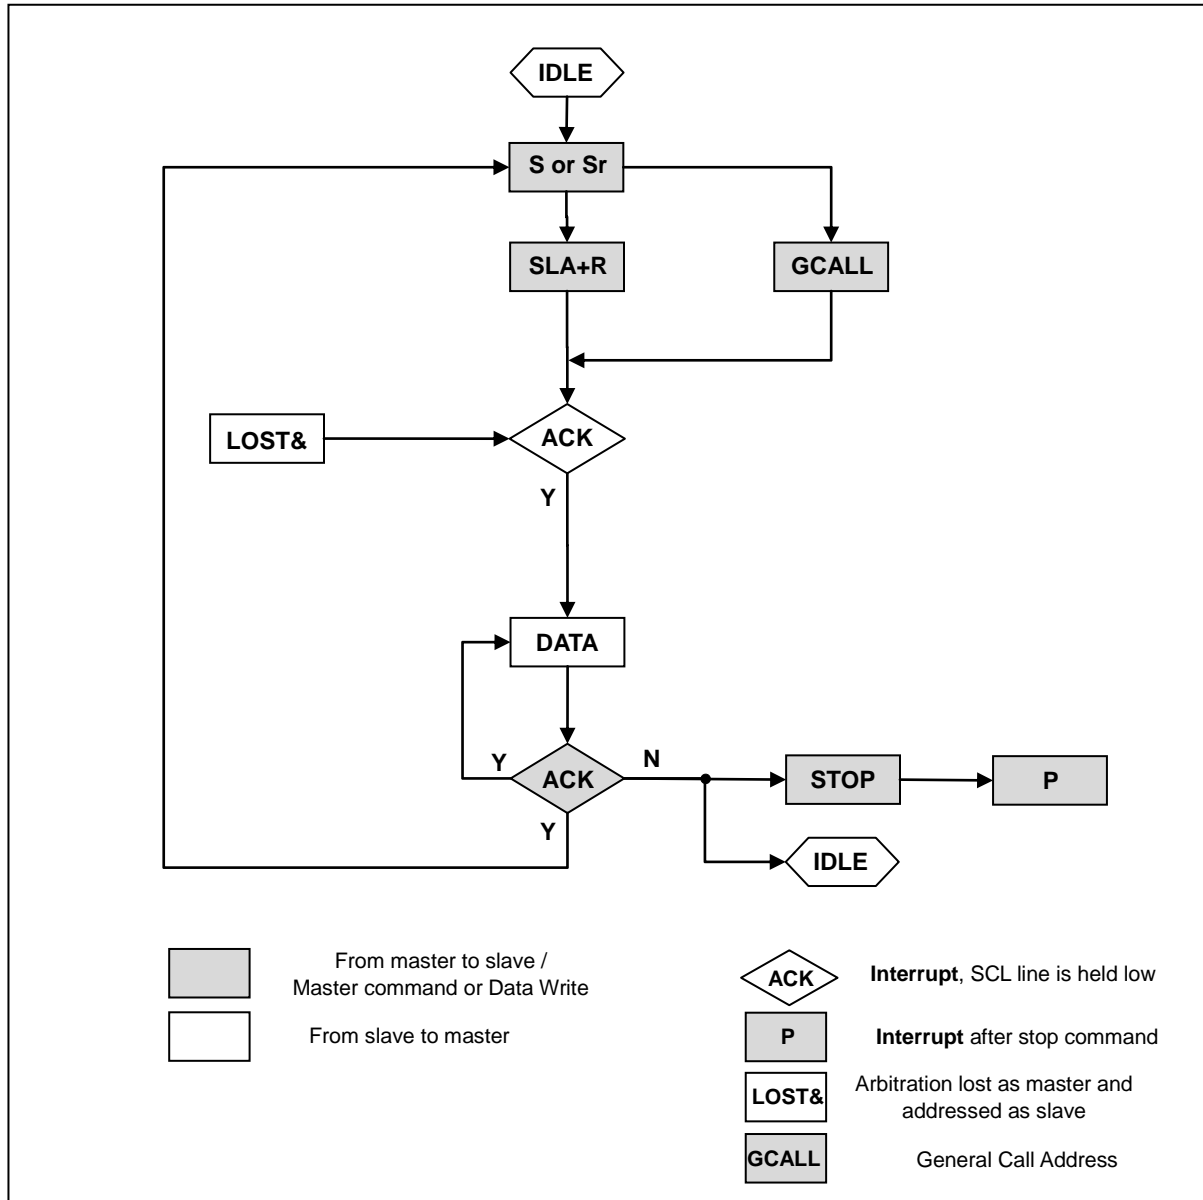 IDLE
S or Sr
SLA+R
GCALL
LOST&
ACK
Y
DATA
Y
ACK
N
STOP
P
Y
IDLE
From master to slave /
Master command or Data Write
From slave to master
ACK
Interrupt, SCL line is held low
P
Interrupt after stop command
LOST&
Arbitration lost as master and
addressed as slave
GCALL
General Call Address